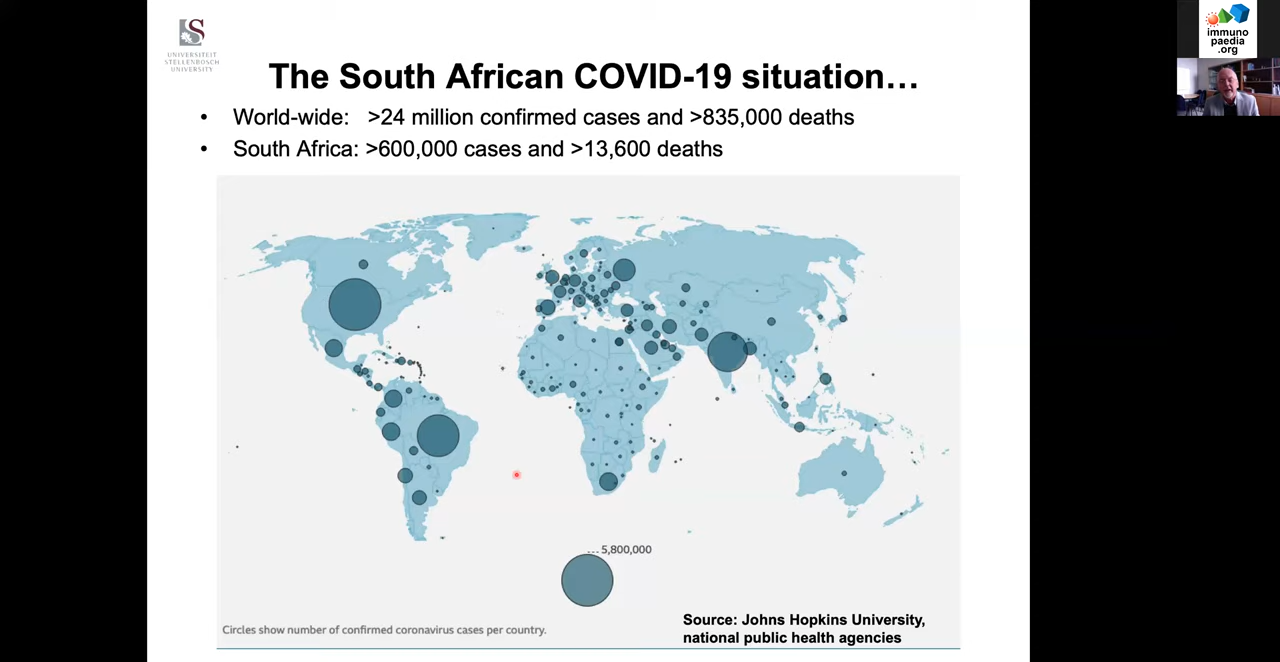 UNIVERSITEIT
STELLENBOSCH
UNIVERSITY
immuno
paedia
.org
The South African COVID-19 situation…
• World-wide: >24 million confirmed cases and >835,000 deaths
• South Africa: >600,000 cases and >13,600 deaths
5,800,000
Circles show number of confirmed coronavirus cases per country.
Source: Johns Hopkins University,
national public health agencies